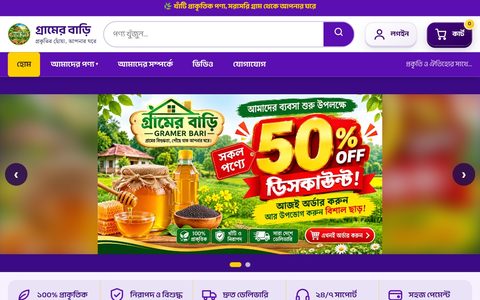 🌿 খাঁটি প্রাকৃতিক পণ্য, সরাসরি গ্রাম থেকে আপনার ঘরে
গ্রামের বাড়ি
প্রকৃতির ছোঁয়া, আপনার ঘরে
পণ্য খুঁজুন...
লগইন
0
কার্ট
হোম
আমাদের পণ্য
আমাদের সম্পর্কে
ভিডিও
যোগাযোগ
প্রকৃতি ও ঐতিহ্যের সাথে...
গ্রামের বাড়ি
GRAMER BARI
আমাদের ব্যবসা শুরু উপলক্ষে
সকল পণ্যে
50% OFF
ডিসকাউন্ট!
আজই অর্ডার করুন
আর উপভোগ করুন বিশাল ছাড়!
100% প্রাকৃতিক
খাঁটি ও নিরাপদ
সারা দেশে ডেলিভারি
এখনই অর্ডার করুন
১০০% প্রাকৃতিক
নিরাপদ ও বিশুদ্ধ
দ্রুত ডেলিভারি
২৪/৭ সাপোর্ট
সহজ পেমেন্ট